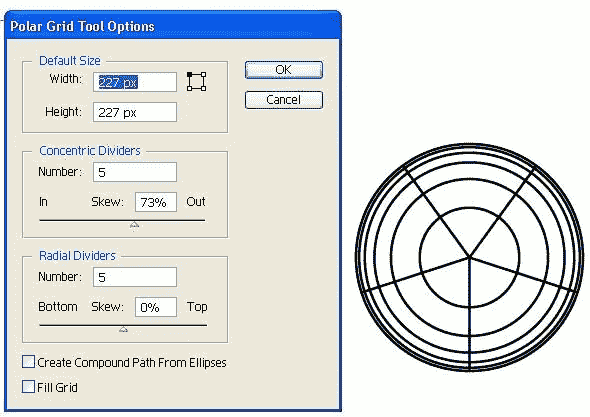 Polar Grid Tool Options
Default Size
Width: 227 px
OK
Height: 227 px
Cancel
Concentric Dividers
Number: 5
In Skew: 73% Out
Radial Dividers
Number: 5
Bottom Skew: 0% Top
Create Compound Path From Ellipses
Fill Grid